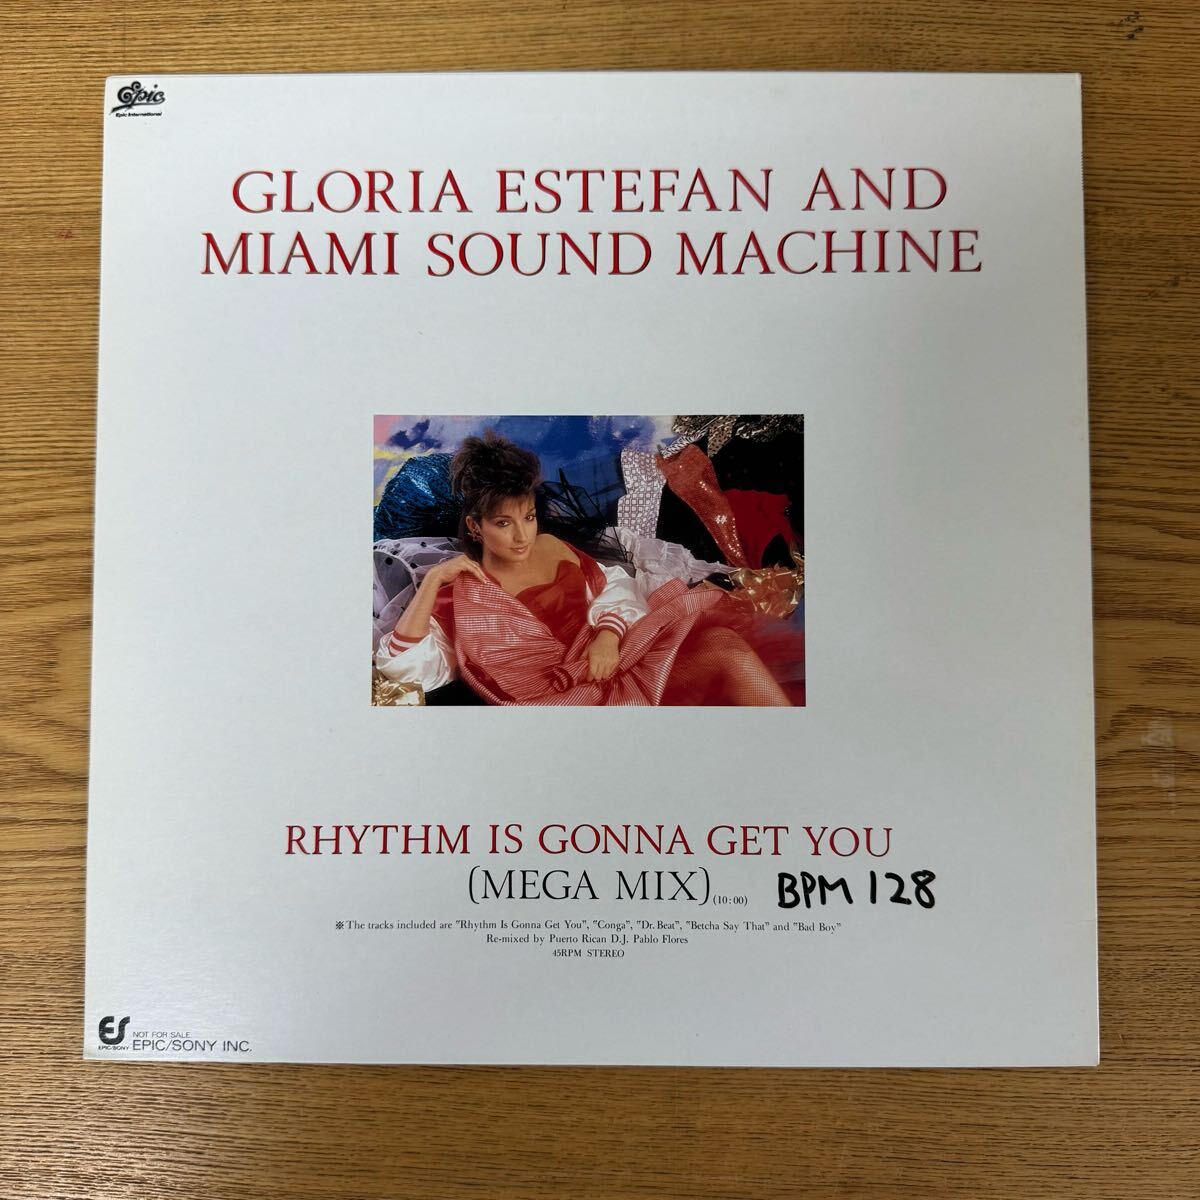 Epic
Epic International
GLORIA ESTEFAN AND
MIAMI SOUND MACHINE
RHYTHM IS GONNA GET YOU
(MEGA MIX) (10:00) BPM 128
※The tracks included are "Rhythm Is Gonna Get You", "Conga", "Dr. Beat", "Betcha Say That" and "Bad Boy"
Re-mixed by Puerto Rican D.J. Pablo Flores
45RPM STEREO
ES
EPIC/SONY
NOT FOR SALE
EPIC/SONY INC.